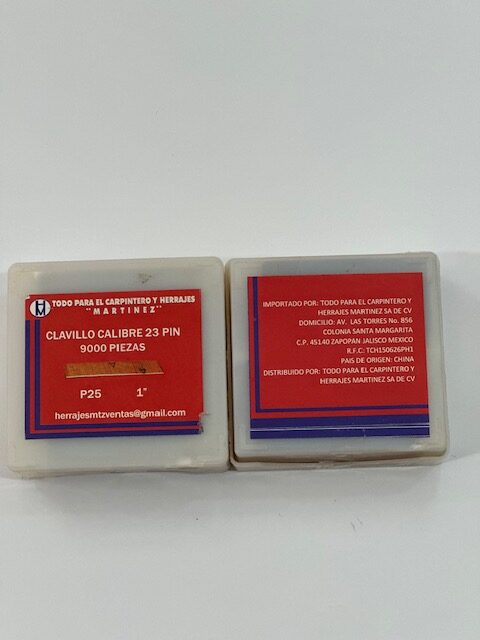 HM
TODO PARA EL CARPINTERO Y HERRAJES
"MARTINEZ"
CLAVILLO CALIBRE 23 PIN
9000 PIEZAS
P25 1"
herrajesmtzventas@gmail.com
IMPORTADO POR: TODO PARA EL CARPINTERO Y
HERRAJES MARTINEZ SA DE CV
DOMICILIO: AV. LAS TORRES No. 856
COLONIA SANTA MARGARITA
C.P. 45140 ZAPOPAN JALISCO MEXICO
R.F.C: TCH150626PH1
PAIS DE ORIGEN: CHINA
DISTRIBUIDO POR: TODO PARA EL CARPINTERO Y
HERRAJES MARTINEZ SA DE CV